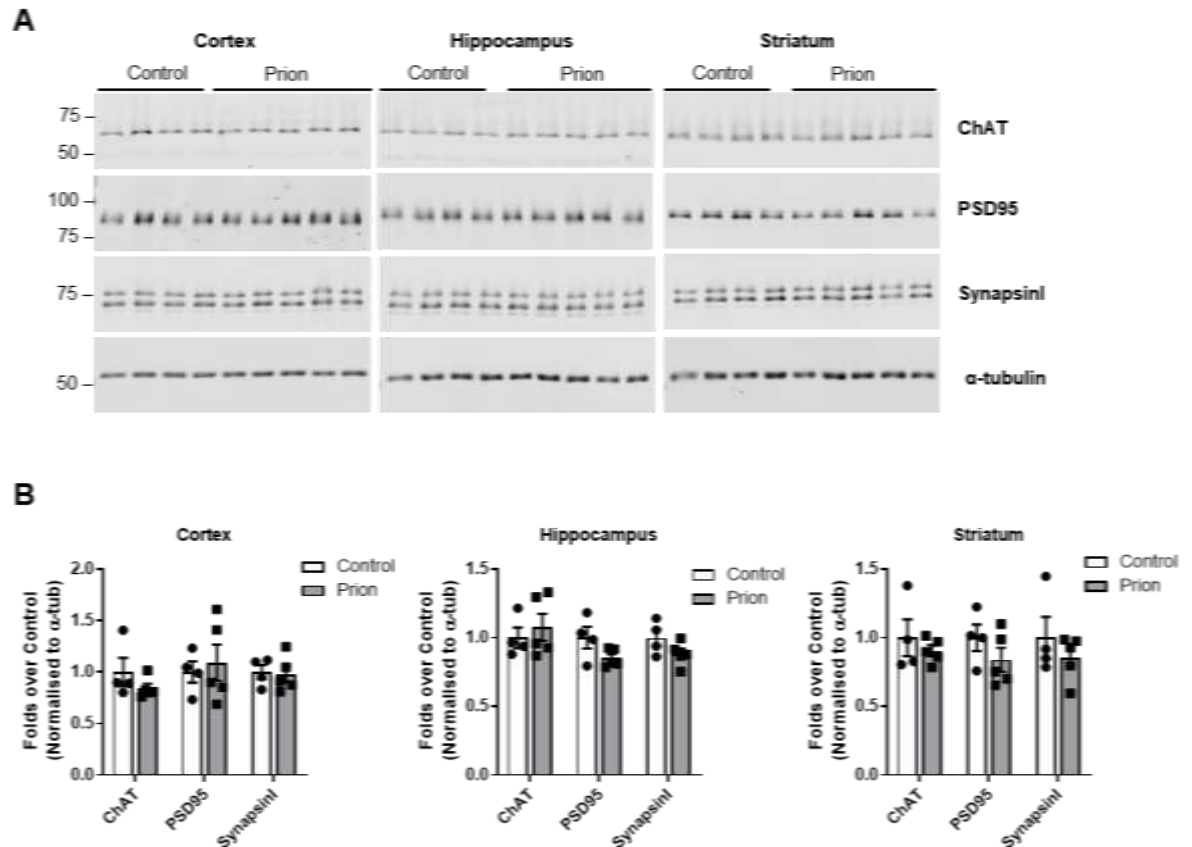 A
Cortex Hippocampus Striatum
Control Prion Control Prion Control Prion
75
ChAT
50
100
PSD95
75
75
SynapsinI
50
α-tubulin
B
Cortex
Control
Prion
Folds over Control
(Normalised to α-tub)
2.0
1.5
1.0
0.5
0.0
ChAT
PSD95
SynapsinI
Hippocampus
Control
Prion
Folds over Control
(Normalised to α-tub)
1.5
1.0
0.5
0.0
ChAT
PSD95
SynapsinI
Striatum
Control
Prion
Folds over Control
(Normalised to α-tub)
1.5
1.0
0.5
0.0
ChAT
PSD95
SynapsinI